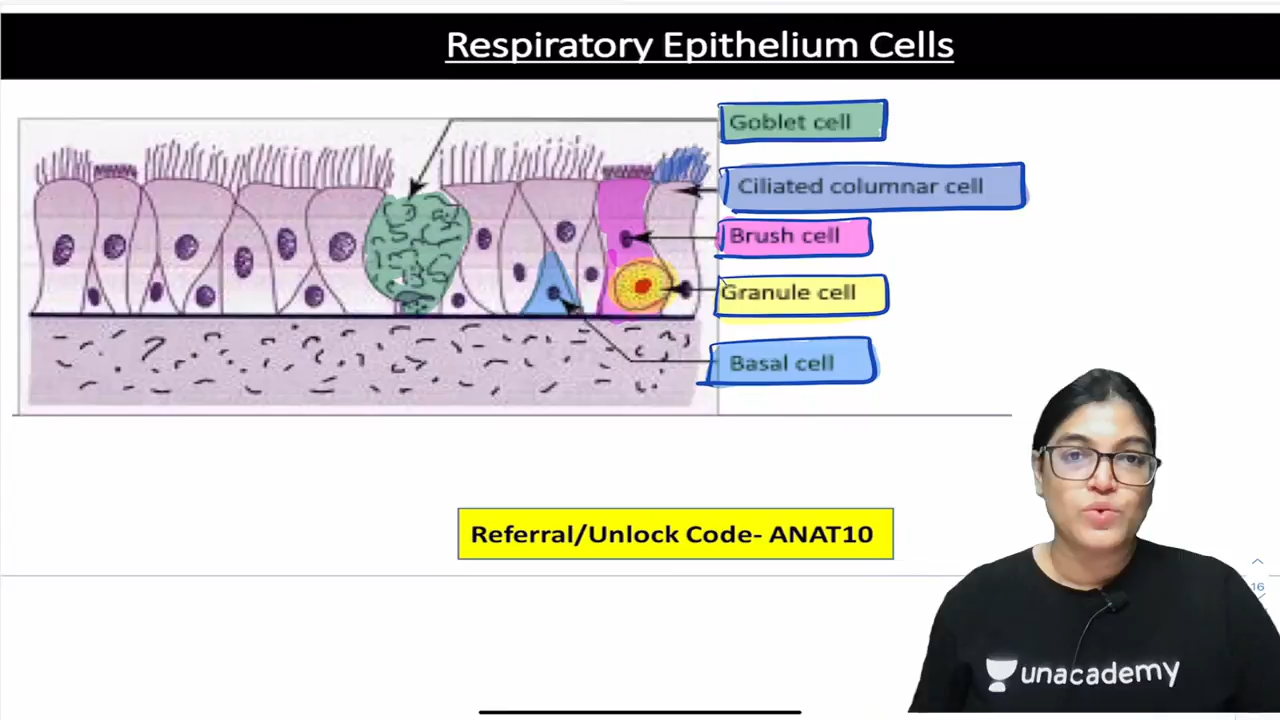 Respiratory Epithelium Cells
Goblet cell
Ciliated columnar cell
Brush cell
Granule cell
Basal cell
Referral/Unlock Code- ANAT10
16
unacademy